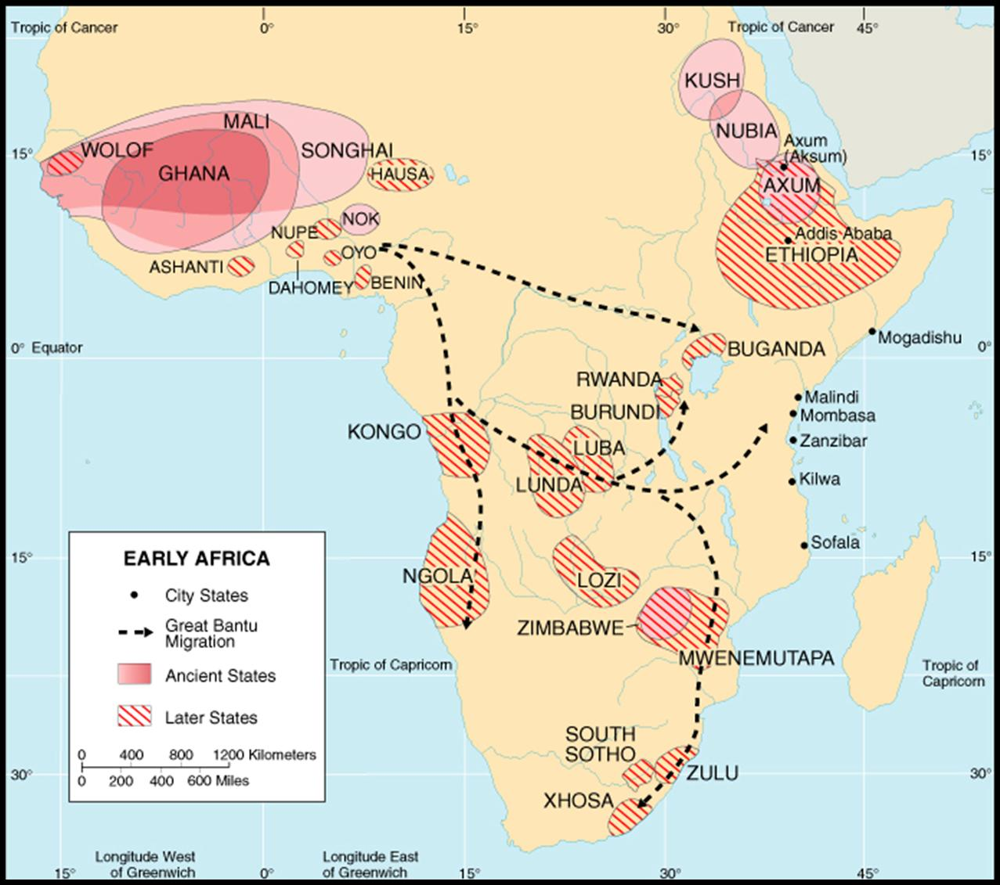 Tropic of Cancer
0°
15°
30°
Tropic of Cancer
45°
KUSH
NUBIA
MALI
WOLOF
SONGHAI
GHANA
HAUSA
15°
15°
Axum
(Aksum)
AXUM
NOK
NUPE
OYO
ASHANTI
DAHOMEY
BENIN
Addis Ababa
ETHIOPIA
0° Equator
0°
Mogadishu
BUGANDA
RWANDA
BURUNDI
Malindi
Mombasa
Zanzibar
Kilwa
Sofala
KONGO
LUBA
LUNDA
NGOLA
LOZI
15°
15°
ZIMBABWE
MWENEMUTAPA
Tropic of Capricorn
Tropic of
Capricorn
SOUTH
SOTHO
ZULU
XHOSA
30°
30°
EARLY AFRICA
City States
Great Bantu
Migration
Ancient States
Later States
0 400 800 1200 Kilometers
0 200 400 600 Miles
Longitude West
of Greenwich
Longitude East
of Greenwich
15°
0°
15°
30°
45°